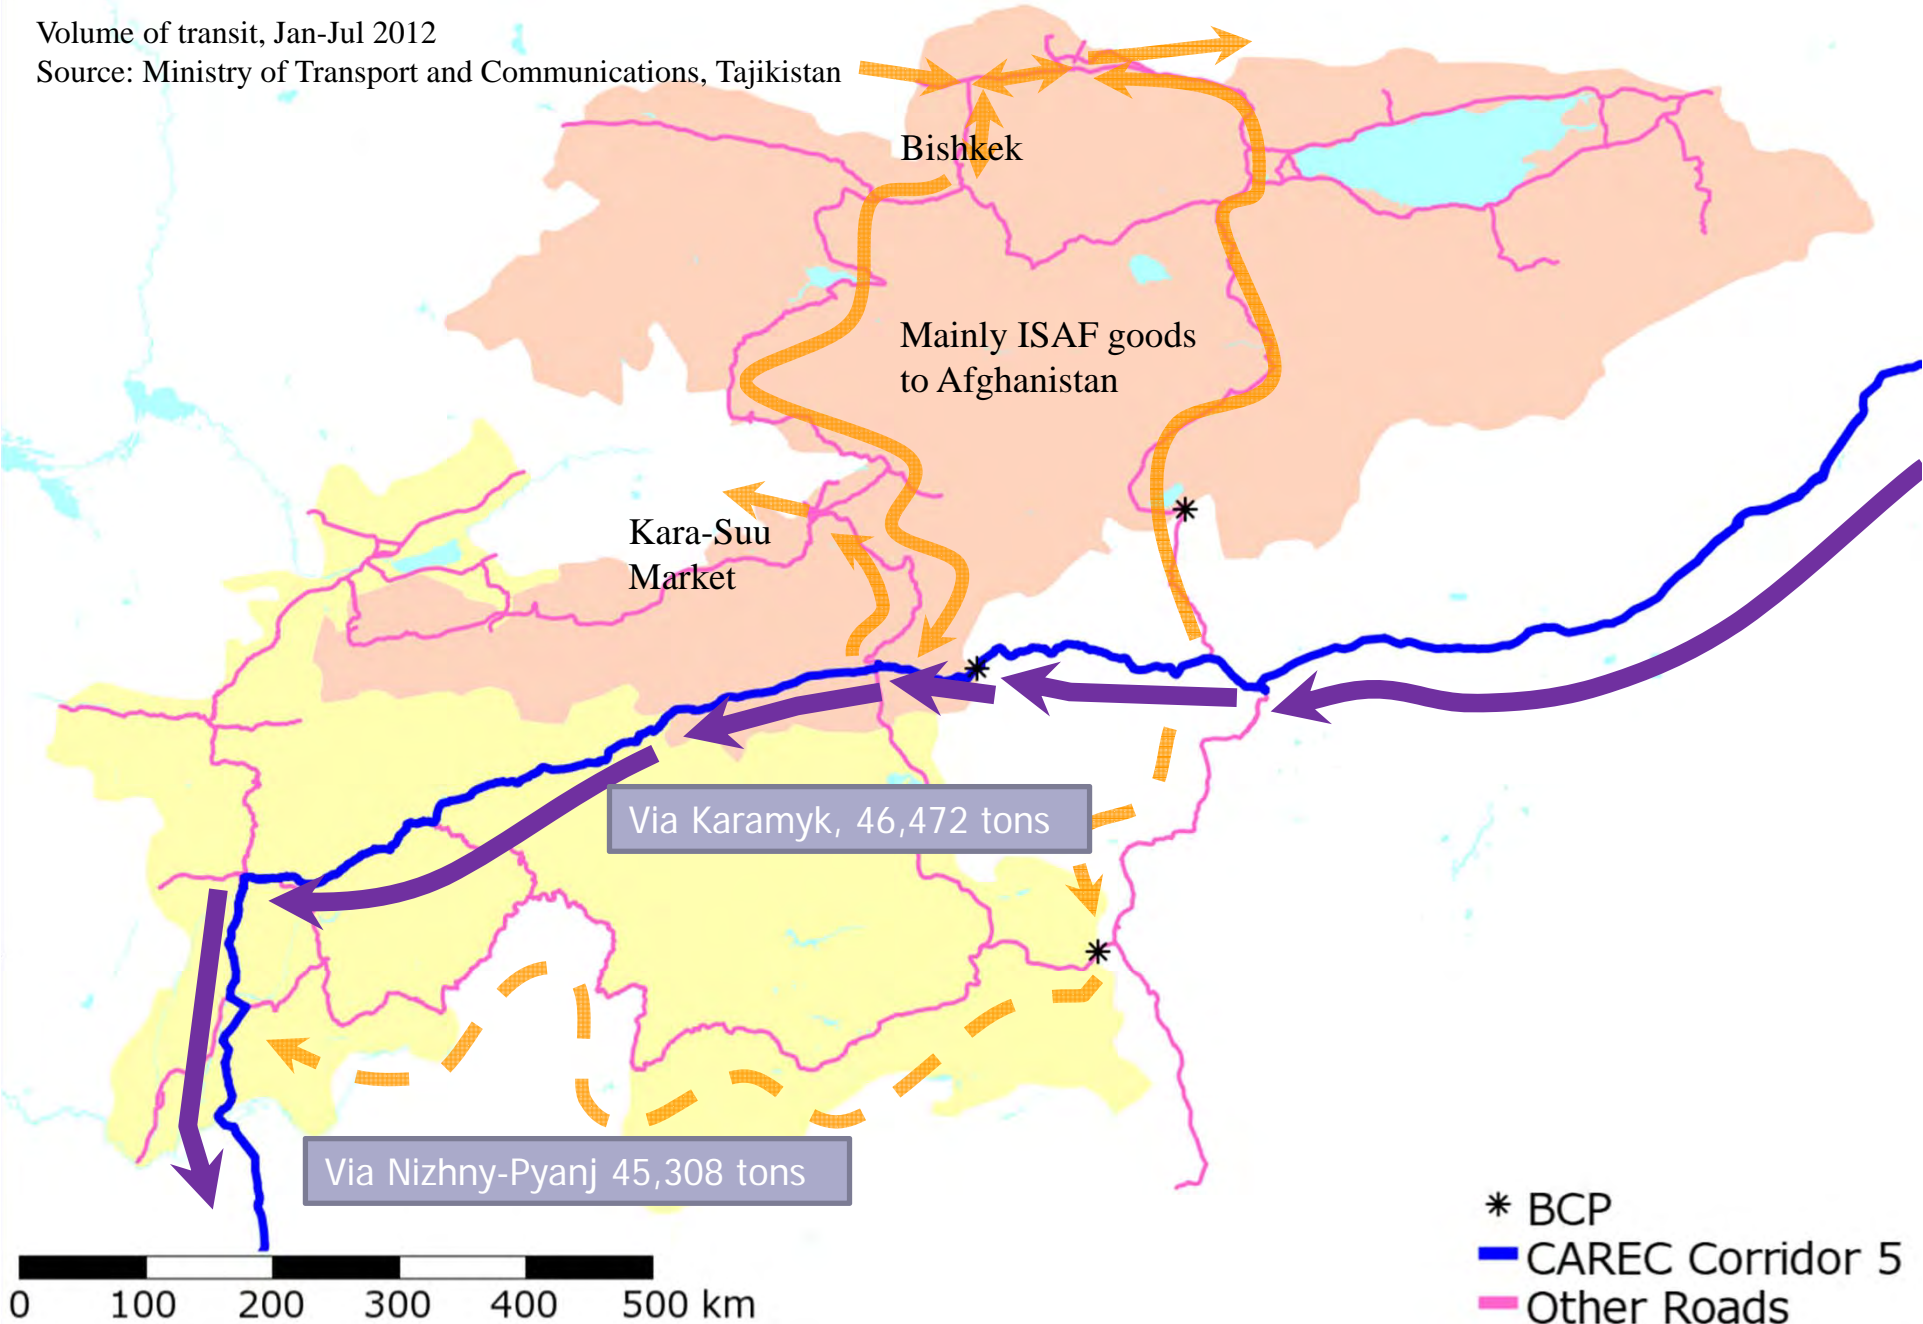 Volume of transit, Jan-Jul 2012
Source: Ministry of Transport and Communications, Tajikistan
Bishkek
Mainly ISAF goods
to Afghanistan
Kara-Suu
Market
Via Karamyk, 46,472 tons
Via Nizhny-Pyanj 45,308 tons
BCP
CAREC Corridor 5
Other Roads
0 100 200 300 400 500 km